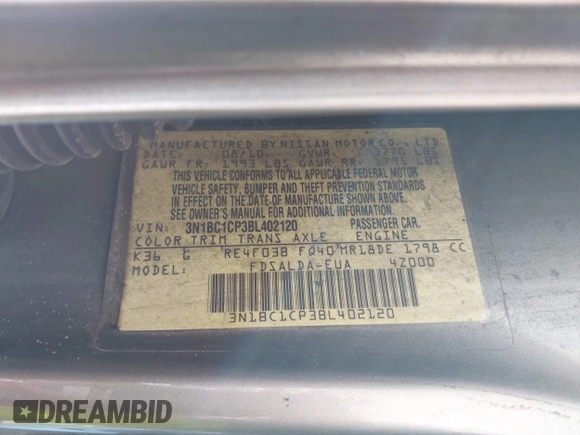 MANUFACTURED BY NISSAN MOTOR CO., LTD.
DATE: 08/10 GVWR: 3770 LBS
GAWR FR: 1993 LBS GAWR RR: 1795 LBS
THIS VEHICLE CONFORMS TO ALL APPLICABLE FEDERAL MOTOR
VEHICLE SAFETY, BUMPER AND THEFT PREVENTION STANDARDS
IN EFFECT ON THE DATE OF MANUFACTURE SHOWN ABOVE.
SEE OWNER'S MANUAL FOR ADDITIONAL INFORMATION.
VIN: 3N1BC1CP3BL402120 PASSENGER CAR.
COLOR TRIM TRANS AXLE ENGINE
K36 G RE4F03B FQ40 MR18DE 1798 CC
MODEL: FDSALDA-EUA 4Z000
3N1BC1CP3BL402120
DREAMBID